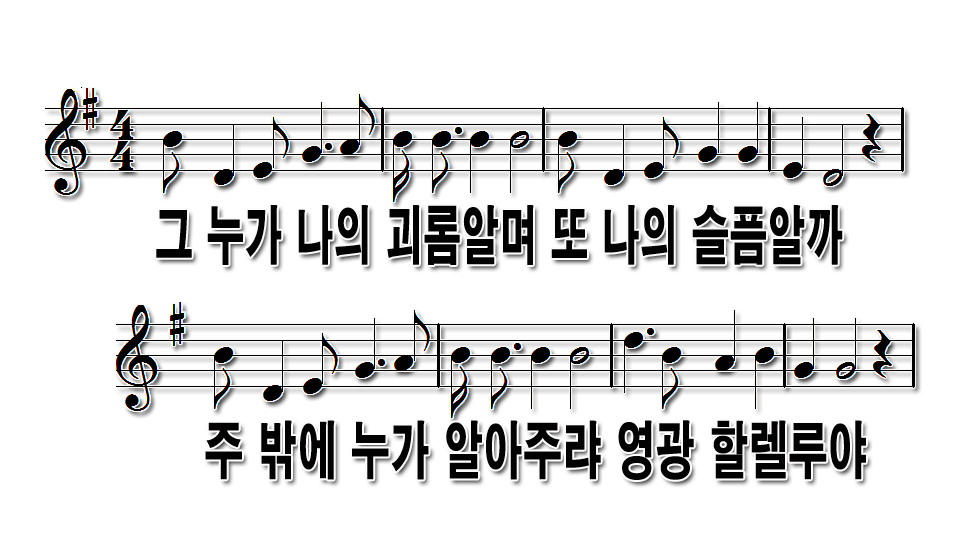 그 누가 나의 괴롬알며 또 나의 슬픔알까
주 밖에 누가 알아주랴 영광 할렐루야